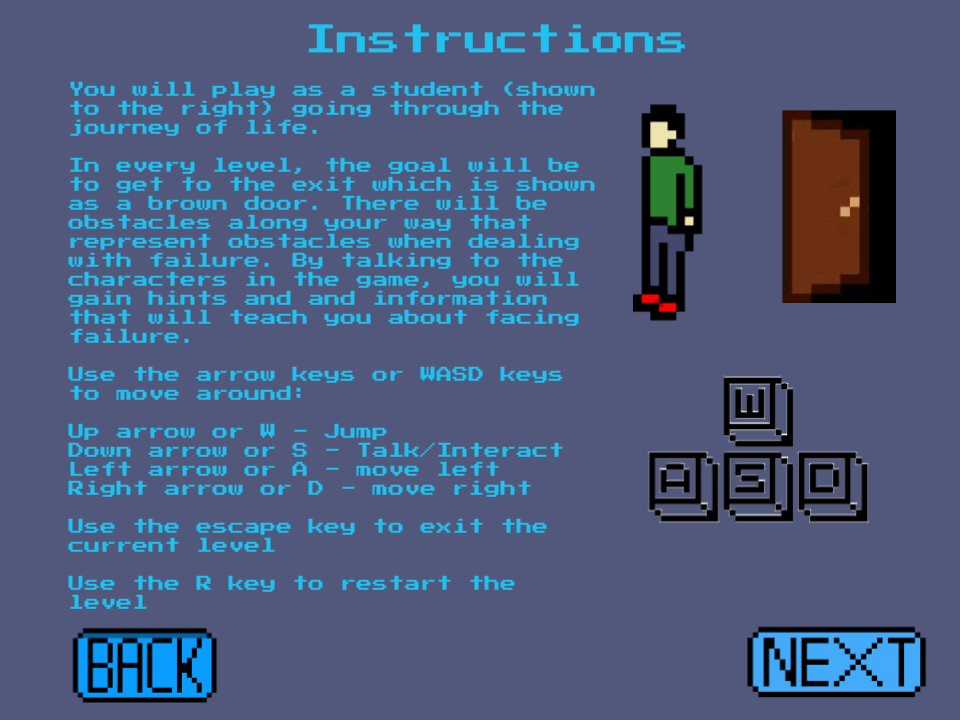 Instructions
You will play as a student (shown
to the right) going through the
journey of life.
In every level, the goal will be
to get to the exit which is shown
as a brown door. There will be
obstacles along your way that
represent obstacles when dealing
with failure. By talking to the
characters in the game, you will
gain hints and and information
that will teach you about facing
failure.
Use the arrow keys or WASD keys
to move around:
Up arrow or W - Jump
Down arrow or S - Talk/Interact
Left arrow or A - move left
Right arrow or D - move right
Use the escape key to exit the
current level
Use the R key to restart the
level
W
A S D
BACK
NEXT